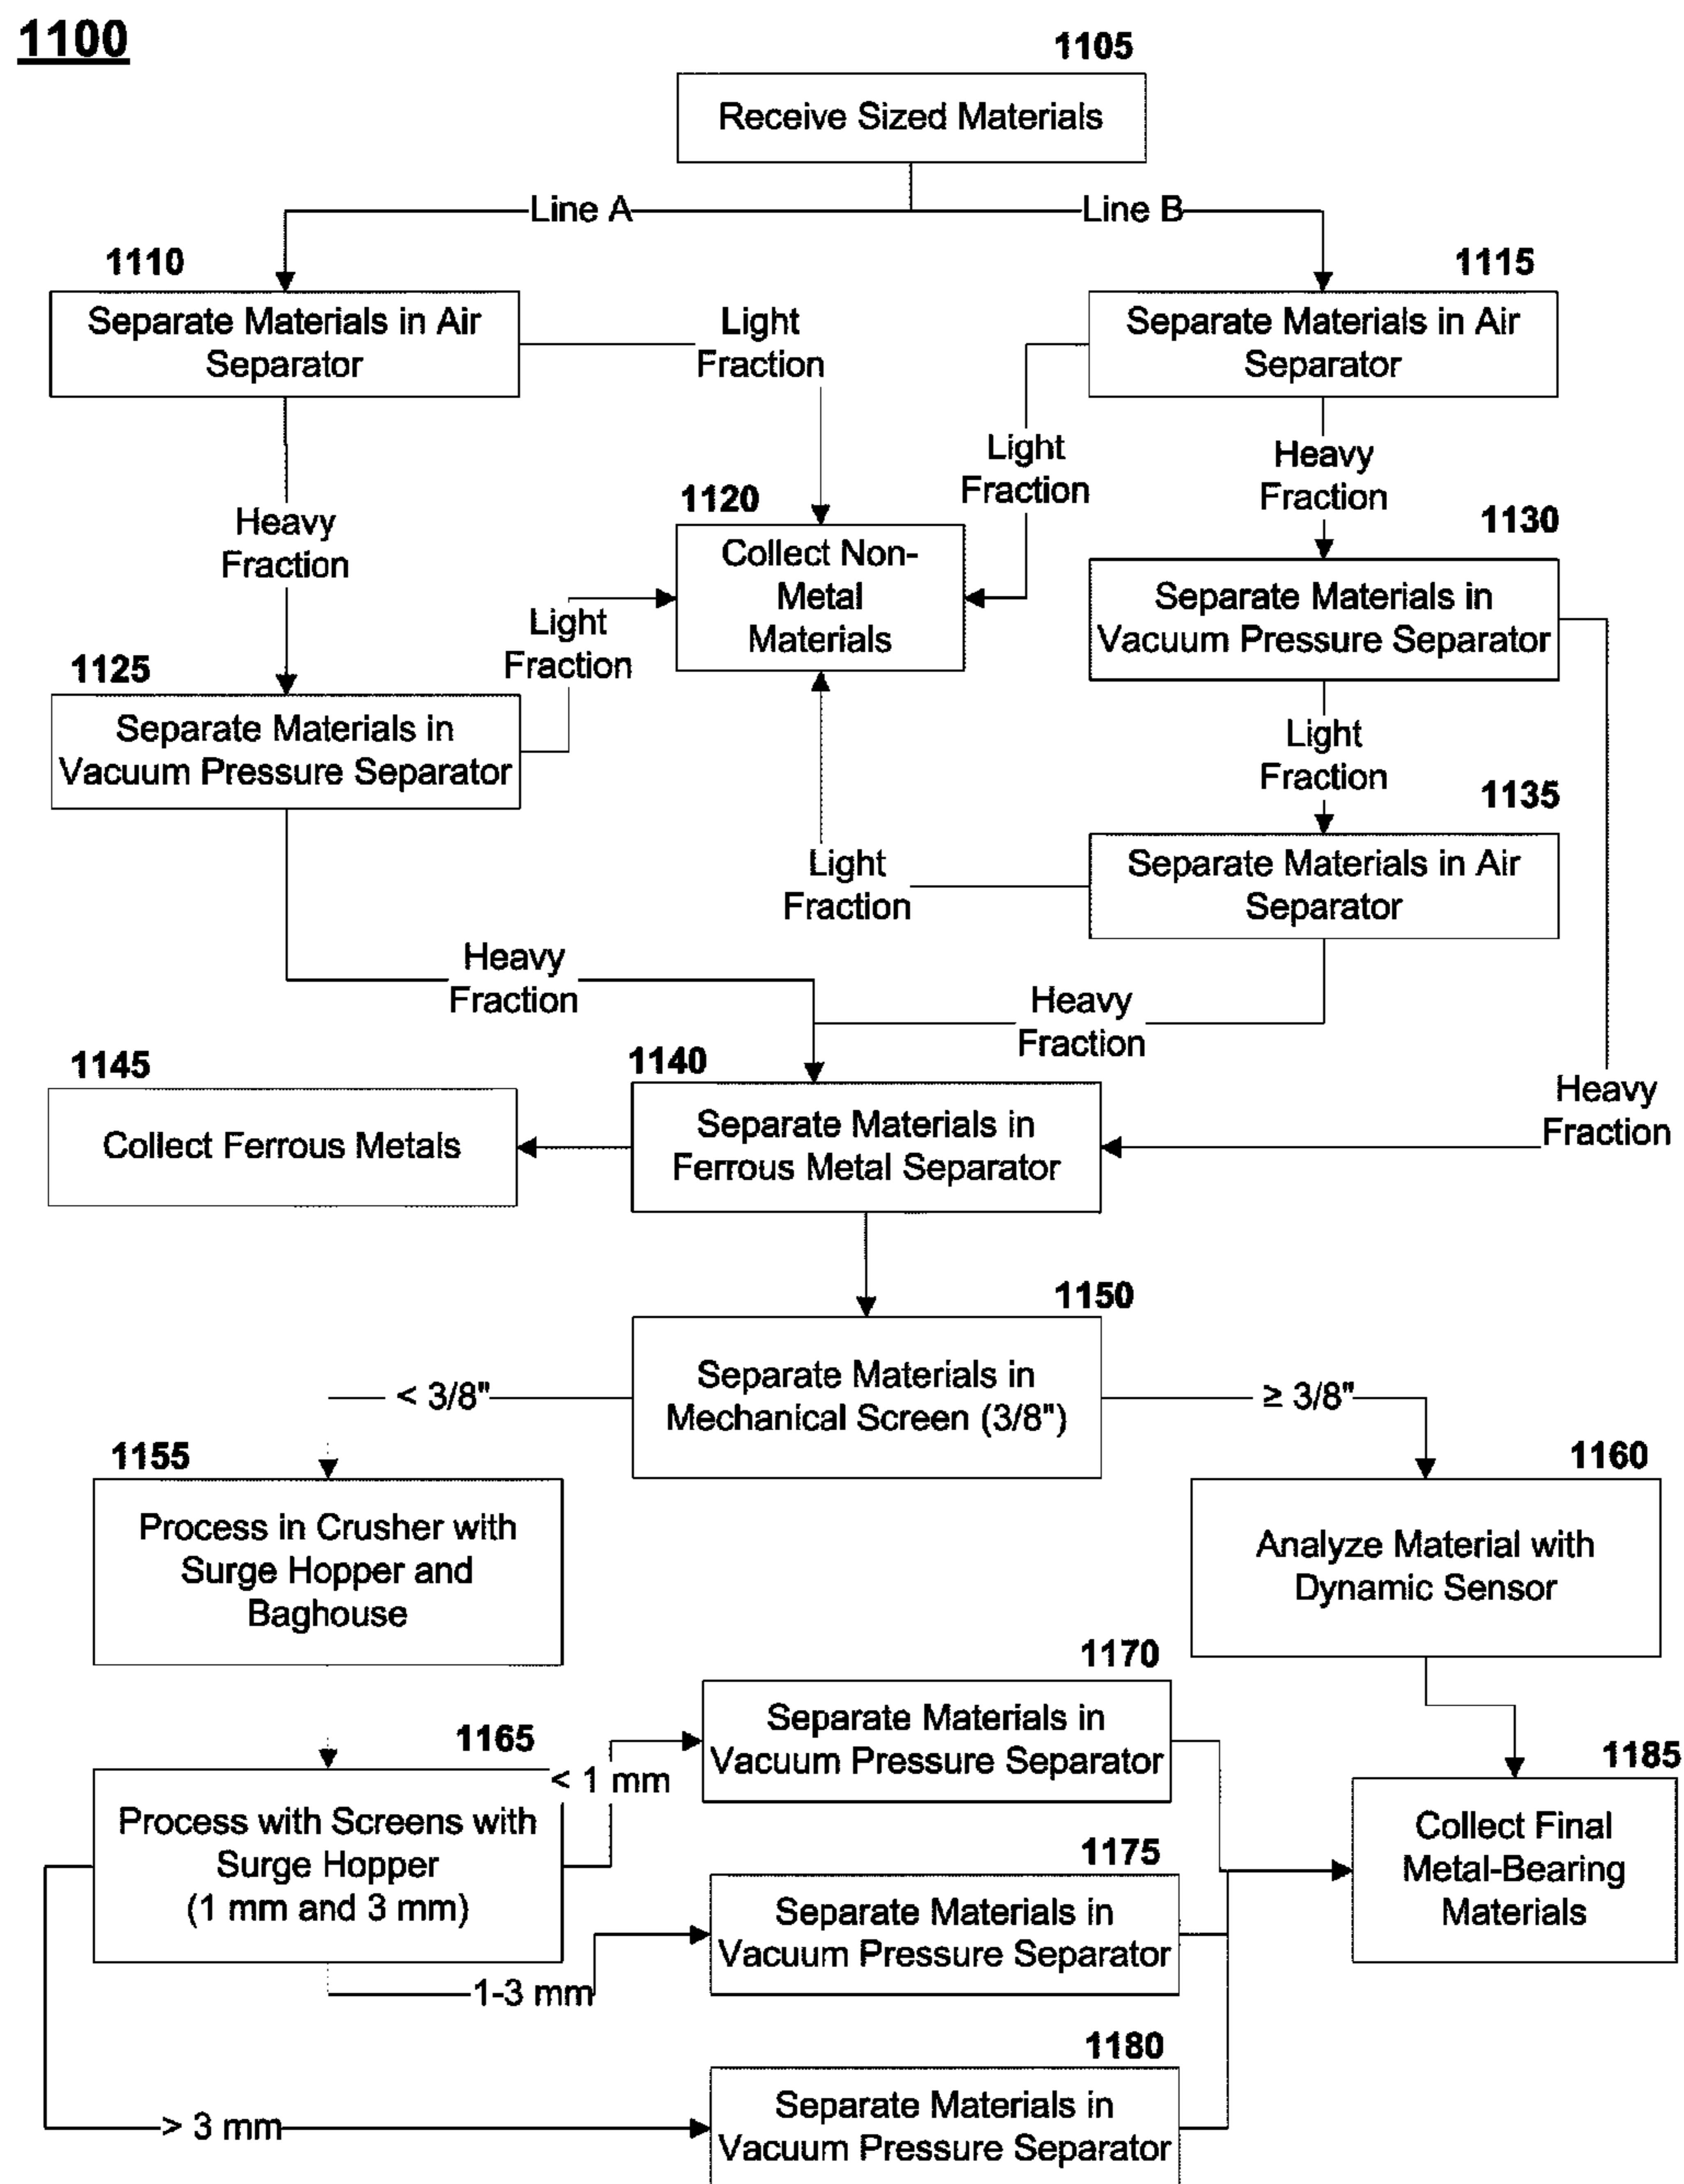 1100
1105
Receive Sized Materials
Line A
Line B
1110
Separate Materials in Air
Separator
Light
Fraction
1115
Separate Materials in Air
Separator
Light
Fraction
Heavy
Fraction
Heavy
Fraction
1120
Collect Non-
Metal
Materials
1130
Separate Materials in
Vacuum Pressure Separator
Light
Fraction
1125
Separate Materials in
Vacuum Pressure Separator
Light
Fraction
1135
Separate Materials in Air
Separator
Light
Fraction
Heavy
Fraction
Heavy
Fraction
Heavy
Fraction
1145
Collect Ferrous Metals
1140
Separate Materials in
Ferrous Metal Separator
1150
Separate Materials in
Mechanical Screen (3/8")
< 3/8"
≥ 3/8"
1155
Process in Crusher with
Surge Hopper and
Baghouse
1160
Analyze Material with
Dynamic Sensor
1165
Process with Screens with
Surge Hopper
(1 mm and 3 mm)
< 1 mm
1170
Separate Materials in
Vacuum Pressure Separator
1-3 mm
1175
Separate Materials in
Vacuum Pressure Separator
> 3 mm
1180
Separate Materials in
Vacuum Pressure Separator
1185
Collect Final
Metal-Bearing
Materials